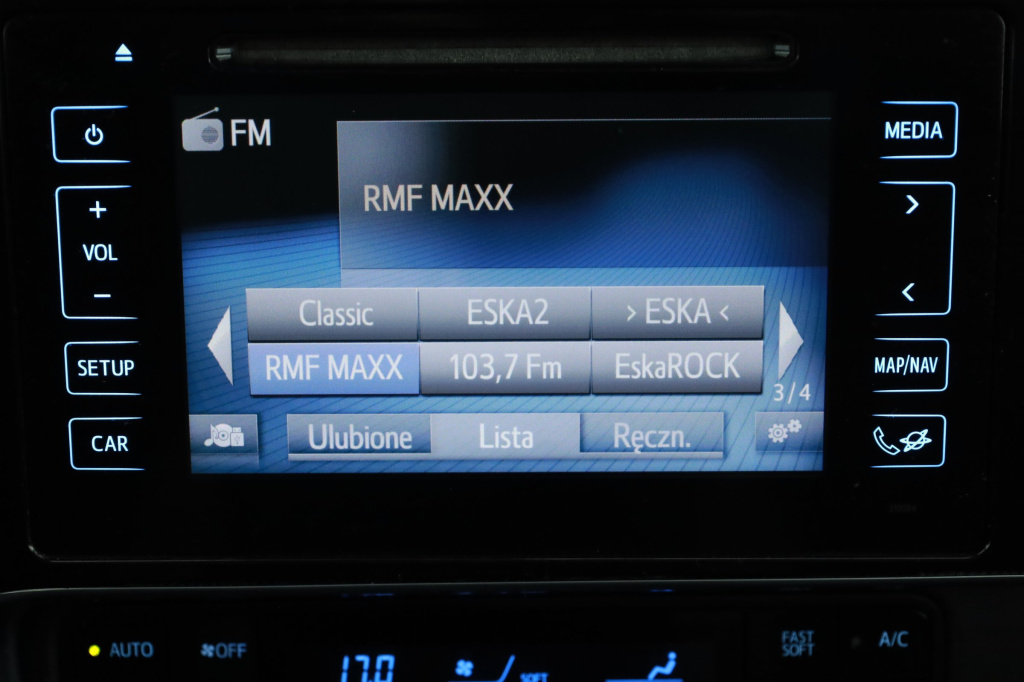 FM
MEDIA
RMF MAXX
+
VOL
−
>
<
Classic
ESKA2
> ESKA <
SETUP
RMF MAXX
103,7 Fm
EskaROCK
MAP/NAV
3/4
CAR
Ulubione
Lista
Ręczn.
AUTO
OFF
17.0
SOFT
FAST
SOFT
A/C